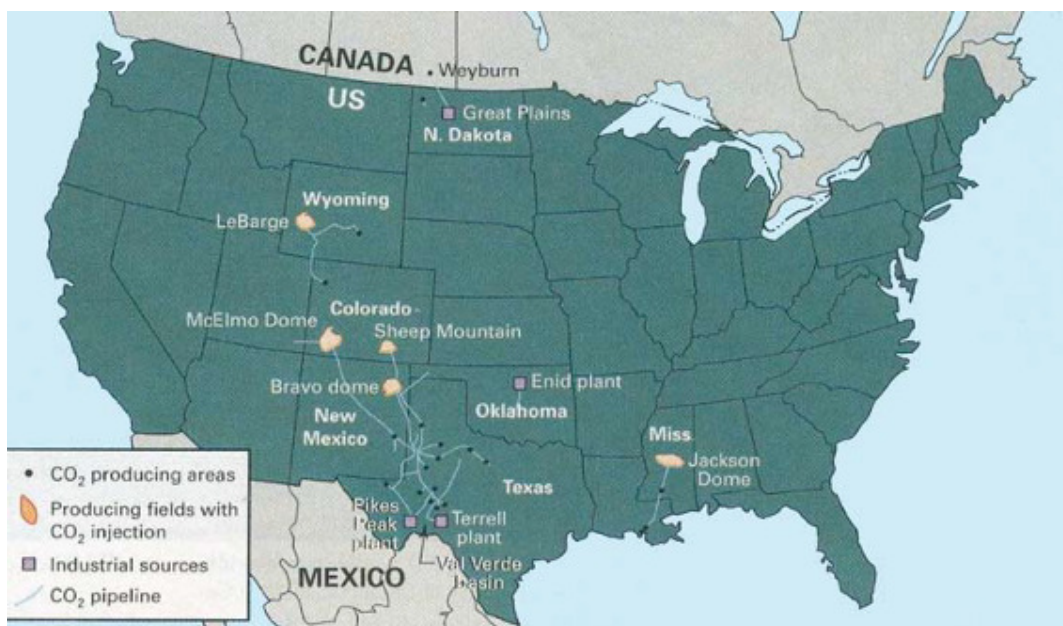 CANADA
Weyburn
US
Great Plains
N. Dakota
Wyoming
LeBarge
Colorado
McElmo Dome
Sheep Mountain
Bravo dome
Enid plant
Oklahoma
New
Mexico
Miss
Jackson
Dome
Texas
Pikes
Peak
plant
Terrell
plant
Val Verde
basin
MEXICO
CO₂ producing areas
Producing fields with
CO₂ injection
Industrial sources
CO₂ pipeline